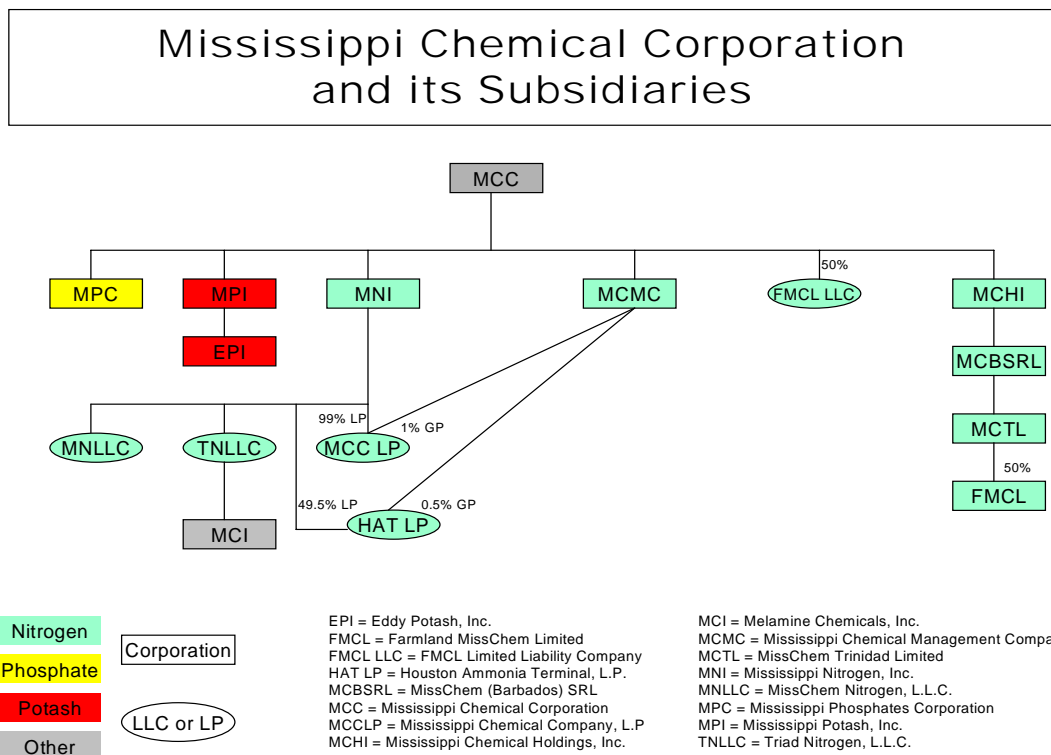 Mississippi Chemical Corporation
and its Subsidiaries
MCC
50%
MPC
MPI
MNI
MCMC
FMCL LLC
MCHI
EPI
MCBSRL
99% LP
1% GP
MNLLC
TNLLC
MCC LP
MCTL
50%
49.5% LP
0.5% GP
FMCL
MCI
HAT LP
Nitrogen
Phosphate
Potash
Other
Corporation
LLC or LP
EPI = Eddy Potash, Inc.
FMCL = Farmland MissChem Limited
FMCL LLC = FMCL Limited Liability Company
HAT LP = Houston Ammonia Terminal, L.P.
MCBSRL = MissChem (Barbados) SRL
MCC = Mississippi Chemical Corporation
MCCLP = Mississippi Chemical Company, L.P
MCHI = Mississippi Chemical Holdings, Inc.
MCI = Melamine Chemicals, Inc.
MCMC = Mississippi Chemical Management Compa
MCTL = MissChem Trinidad Limited
MNI = Mississippi Nitrogen, Inc.
MNLLC = MissChem Nitrogen, L.L.C.
MPC = Mississippi Phosphates Corporation
MPI = Mississippi Potash, Inc.
TNLLC = Triad Nitrogen, L.L.C.